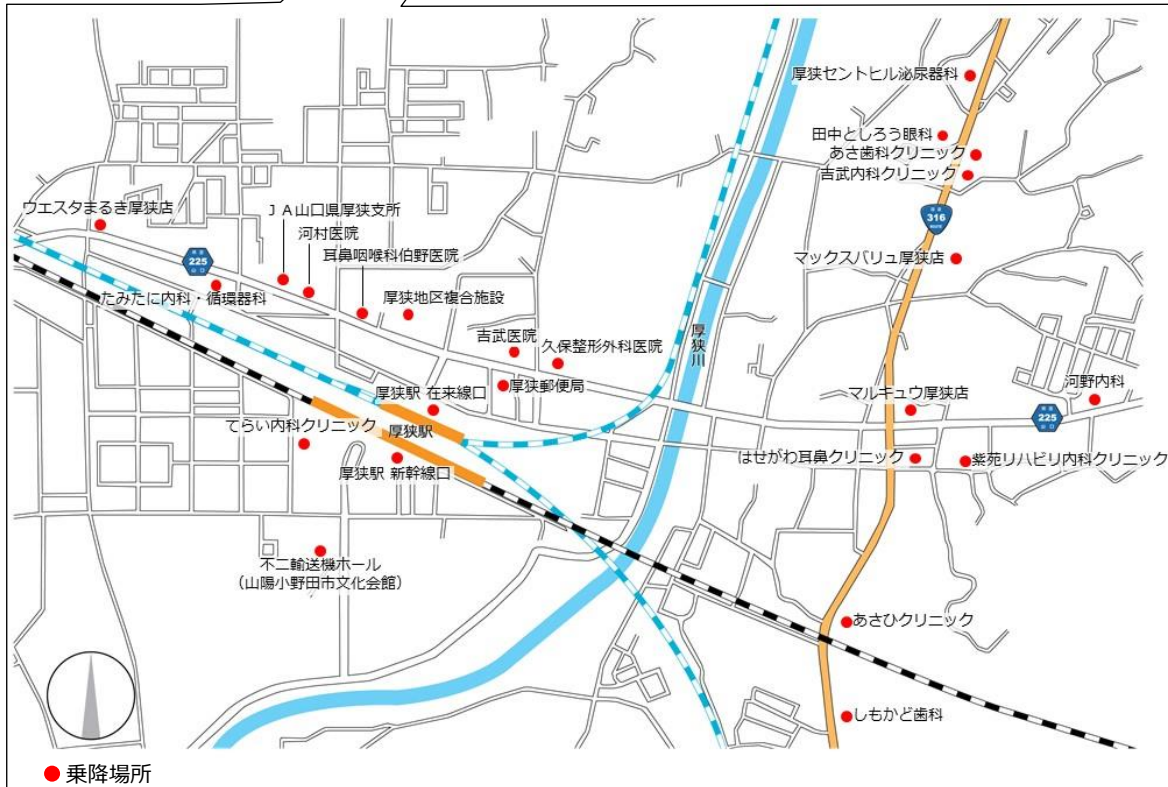 厚狭セントヒル泌尿器科
田中としろう眼科
あさ歯科クリニック
吉武内科クリニック
ウエスタまるき厚狭店
ＪＡ山口県厚狭支所
河村医院
316
225
山口
耳鼻咽喉科伯野医院
マックスバリュ厚狭店
たみたに内科・循環器科
厚狭地区複合施設
吉武医院
久保整形外科医院
厚狭川
厚狭駅 在来線口
厚狭郵便局
マルキュウ厚狭店
河野内科
225
山口
てらい内科クリニック
厚狭駅
厚狭駅 新幹線口
はせがわ耳鼻クリニック
紫苑リハビリ内科クリニック
不二輸送機ホール
（山陽小野田市文化会館）
あさひクリニック
しもかど歯科
乗降場所